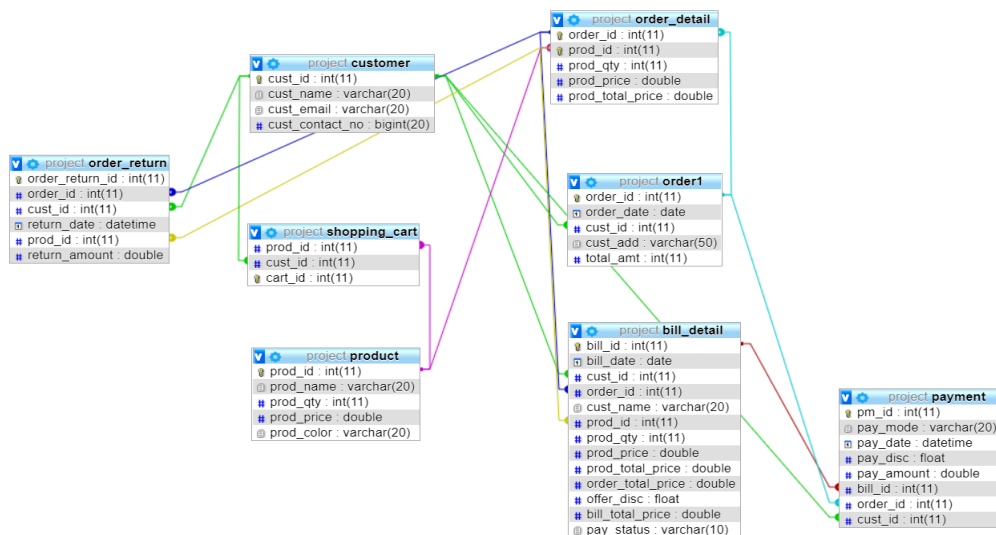 project order_detail
order_id : int(11)
prod_id : int(11)
prod_qty : int(11)
prod_price : double
prod_total_price : double
project customer
cust_id : int(11)
cust_name : varchar(20)
cust_email : varchar(20)
cust_contact_no : bigint(20)
project order_return
order_return_id : int(11)
order_id : int(11)
cust_id : int(11)
return_date : datetime
prod_id : int(11)
return_amount : double
project order1
order_id : int(11)
order_date : date
cust_id : int(11)
cust_add : varchar(50)
total_amt : int(11)
project shopping_cart
prod_id : int(11)
cust_id : int(11)
cart_id : int(11)
project product
prod_id : int(11)
prod_name : varchar(20)
prod_qty : int(11)
prod_price : double
prod_color : varchar(20)
project bill_detail
bill_id : int(11)
bill_date : date
cust_id : int(11)
order_id : int(11)
cust_name : varchar(20)
prod_id : int(11)
prod_qty : int(11)
prod_price : double
prod_total_price : double
order_total_price : double
offer_disc : float
bill_total_price : double
pay_status : varchar(10)
project payment
pm_id : int(11)
pay_mode : varchar(20)
pay_date : datetime
pay_disc : float
pay_amount : double
bill_id : int(11)
order_id : int(11)
cust_id : int(11)